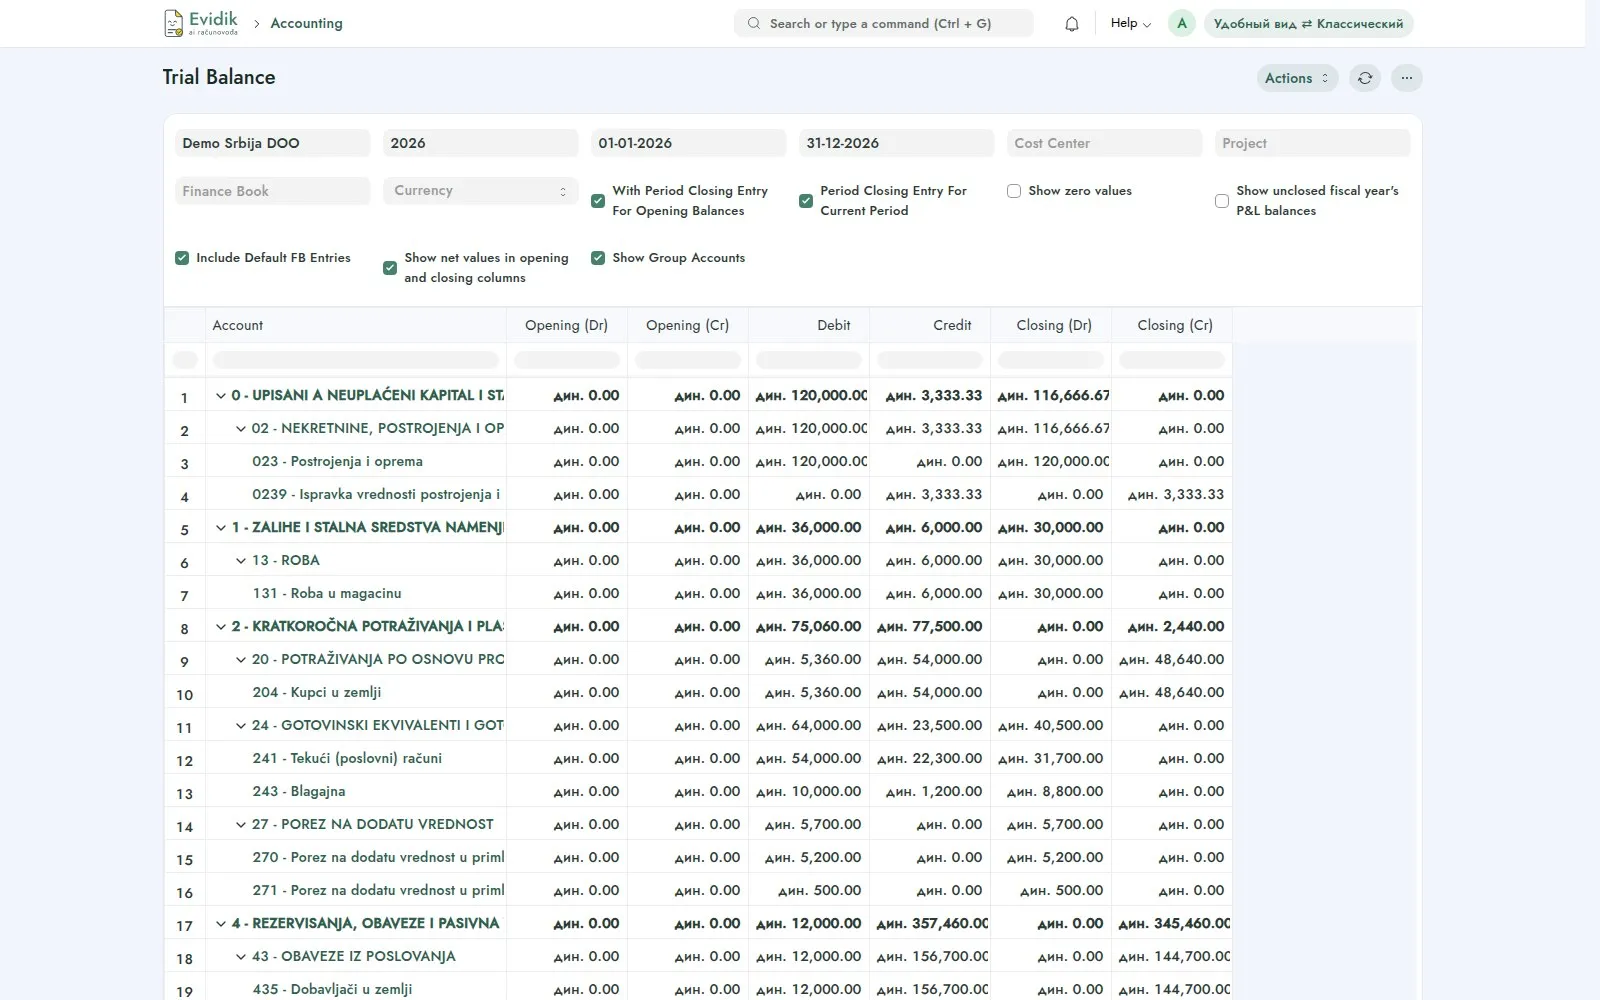 Evidik
ai računovođa
Accounting
Search or type a command (Ctrl + G)
Help
A
Удобный вид ⇄ Классический
Trial Balance
Actions
Demo Srbija DOO
2026
01-01-2026
31-12-2026
Cost Center
Project
Finance Book
Currency
With Period Closing Entry For Opening Balances
Period Closing Entry For Current Period
Show zero values
Show unclosed fiscal year's P&L balances
Include Default FB Entries
Show net values in opening and closing columns
Show Group Accounts
Account Opening (Dr) Opening (Cr) Debit Credit Closing (Dr) Closing (Cr)
1 0 - UPISANI A NEUPLAĆENI KAPITAL I STA дин. 0.00 дин. 0.00 дин. 120,000.00 дин. 3,333.33 дин. 116,666.67 дин. 0.00
2 02 - NEKRETNINE, POSTROJENJA I OP дин. 0.00 дин. 0.00 дин. 120,000.00 дин. 3,333.33 дин. 116,666.67 дин. 0.00
3 023 - Postrojenja i oprema дин. 0.00 дин. 0.00 дин. 120,000.00 дин. 0.00 дин. 120,000.00 дин. 0.00
4 0239 - Ispravka vrednosti postrojenja i дин. 0.00 дин. 0.00 дин. 0.00 дин. 3,333.33 дин. 0.00 дин. 3,333.33
5 1 - ZALIHE I STALNA SREDSTVA NAMENJ дин. 0.00 дин. 0.00 дин. 36,000.00 дин. 6,000.00 дин. 30,000.00 дин. 0.00
6 13 - ROBA дин. 0.00 дин. 0.00 дин. 36,000.00 дин. 6,000.00 дин. 30,000.00 дин. 0.00
7 131 - Roba u magacinu дин. 0.00 дин. 0.00 дин. 36,000.00 дин. 6,000.00 дин. 30,000.00 дин. 0.00
8 2 - KRATKOROČNA POTRAŽIVANJA I PLAS дин. 0.00 дин. 0.00 дин. 75,060.00 дин. 77,500.00 дин. 0.00 дин. 2,440.00
9 20 - POTRAŽIVANJA PO OSNOVU PRO дин. 0.00 дин. 0.00 дин. 5,360.00 дин. 54,000.00 дин. 0.00 дин. 48,640.00
10 204 - Kupci u zemlji дин. 0.00 дин. 0.00 дин. 5,360.00 дин. 54,000.00 дин. 0.00 дин. 48,640.00
11 24 - GOTOVINSKI EKVIVALENTI I GOT дин. 0.00 дин. 0.00 дин. 64,000.00 дин. 23,500.00 дин. 40,500.00 дин. 0.00
12 241 - Tekući (poslovni) računi дин. 0.00 дин. 0.00 дин. 54,000.00 дин. 22,300.00 дин. 31,700.00 дин. 0.00
13 243 - Blagajna дин. 0.00 дин. 0.00 дин. 10,000.00 дин. 1,200.00 дин. 8,800.00 дин. 0.00
14 27 - POREZ NA DODATU VREDNOST дин. 0.00 дин. 0.00 дин. 5,700.00 дин. 0.00 дин. 5,700.00 дин. 0.00
15 270 - Porez na dodatu vrednost u priml дин. 0.00 дин. 0.00 дин. 5,200.00 дин. 0.00 дин. 5,200.00 дин. 0.00
16 271 - Porez na dodatu vrednost u priml дин. 0.00 дин. 0.00 дин. 500.00 дин. 0.00 дин. 500.00 дин. 0.00
17 4 - REZERVISANJA, OBAVEZE I PASIVNA дин. 0.00 дин. 0.00 дин. 12,000.00 дин. 357,460.00 дин. 0.00 дин. 345,460.00
18 43 - OBAVEZE IZ POSLOVANJA дин. 0.00 дин. 0.00 дин. 12,000.00 дин. 156,700.00 дин. 0.00 дин. 144,700.00
19 435 - Dobavljači u zemlji дин. 0.00 дин. 0.00 дин. 12,000.00 дин. 156,700.00 дин. 0.00 дин. 144,700.00